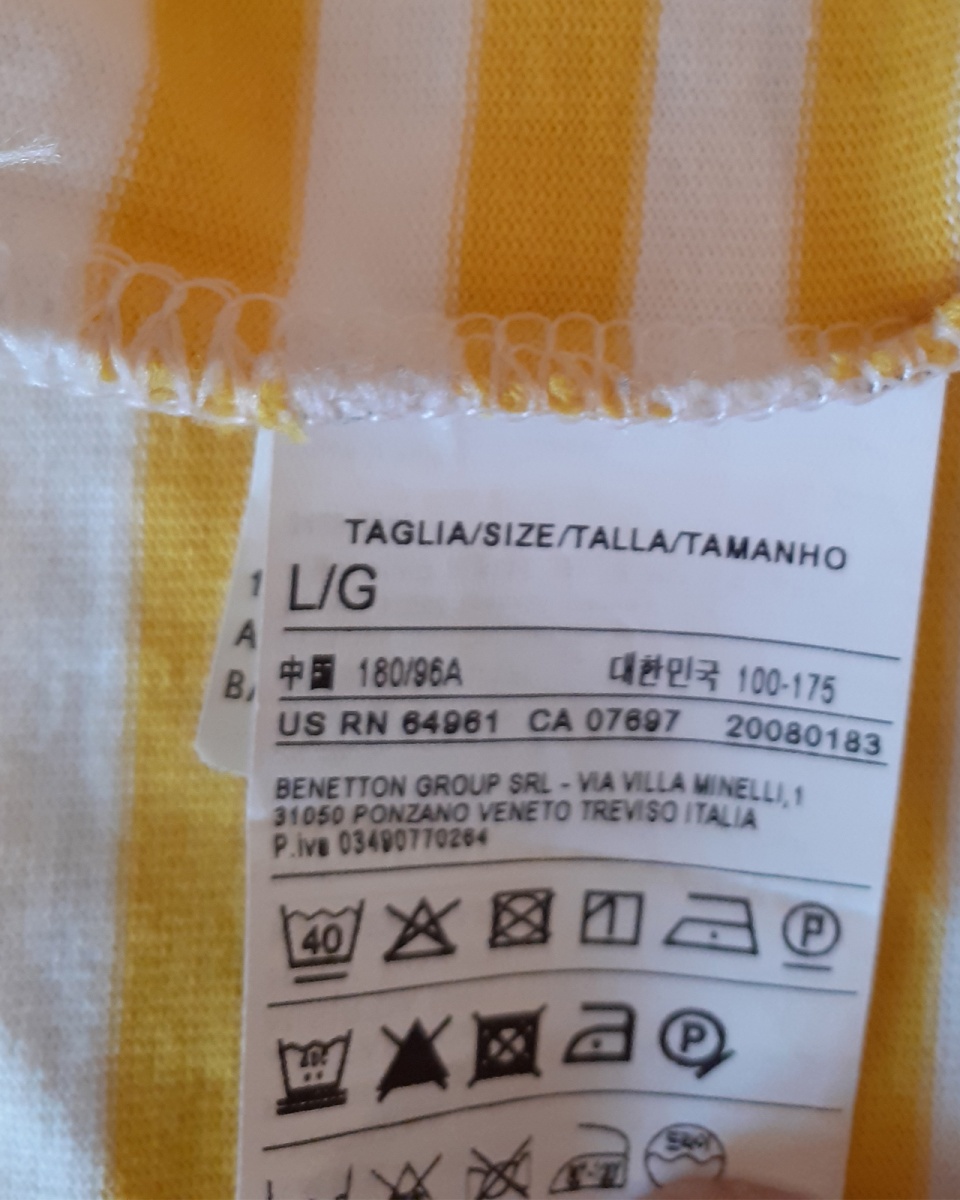 TAGLIA/SIZE/TALLA/TAMANHO
L/G
中国 180/96A 대한민국 100-175
US RN 64961 CA 07697 20080183
BENETTON GROUP SRL - VIA VILLA MINELLI, 1
31050 PONZANO VENETO TREVISO ITALIA
P.iva 03490770264
40 P
P